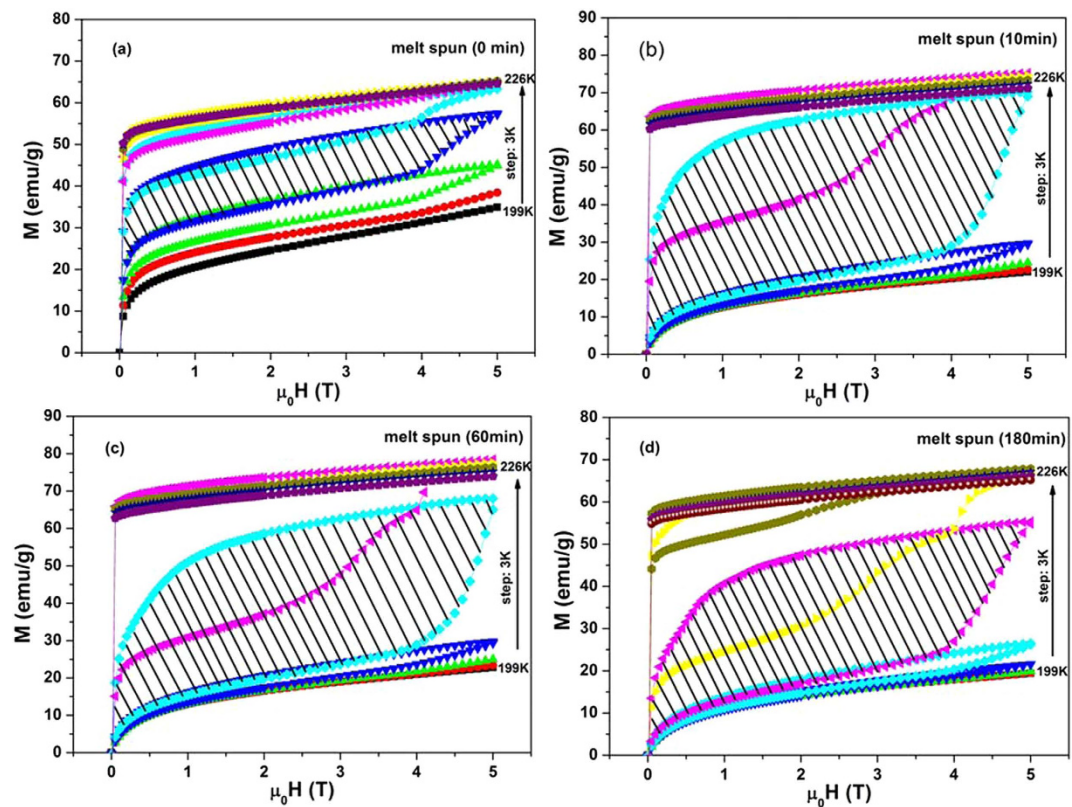 (a)
melt spun (0 min)
80
70
60
50
40
30
20
10
0
M (emu/g)
226K
step: 3K
199K
0 1 2 3 4 5
μ₀H (T)
(b)
melt spun (10min)
90
80
70
60
50
40
30
20
10
0
M (emu/g)
226K
step: 3K
199K
0 1 2 3 4 5
μ₀H (T)
(c)
melt spun (60min)
90
80
70
60
50
40
30
20
10
0
M (emu/g)
226K
step: 3K
199K
0 1 2 3 4 5
μ₀H (T)
(d)
melt spun (180min)
80
70
60
50
40
30
20
10
0
M (emu/g)
226K
step: 3K
199K
0 1 2 3 4 5
μ₀H (T)